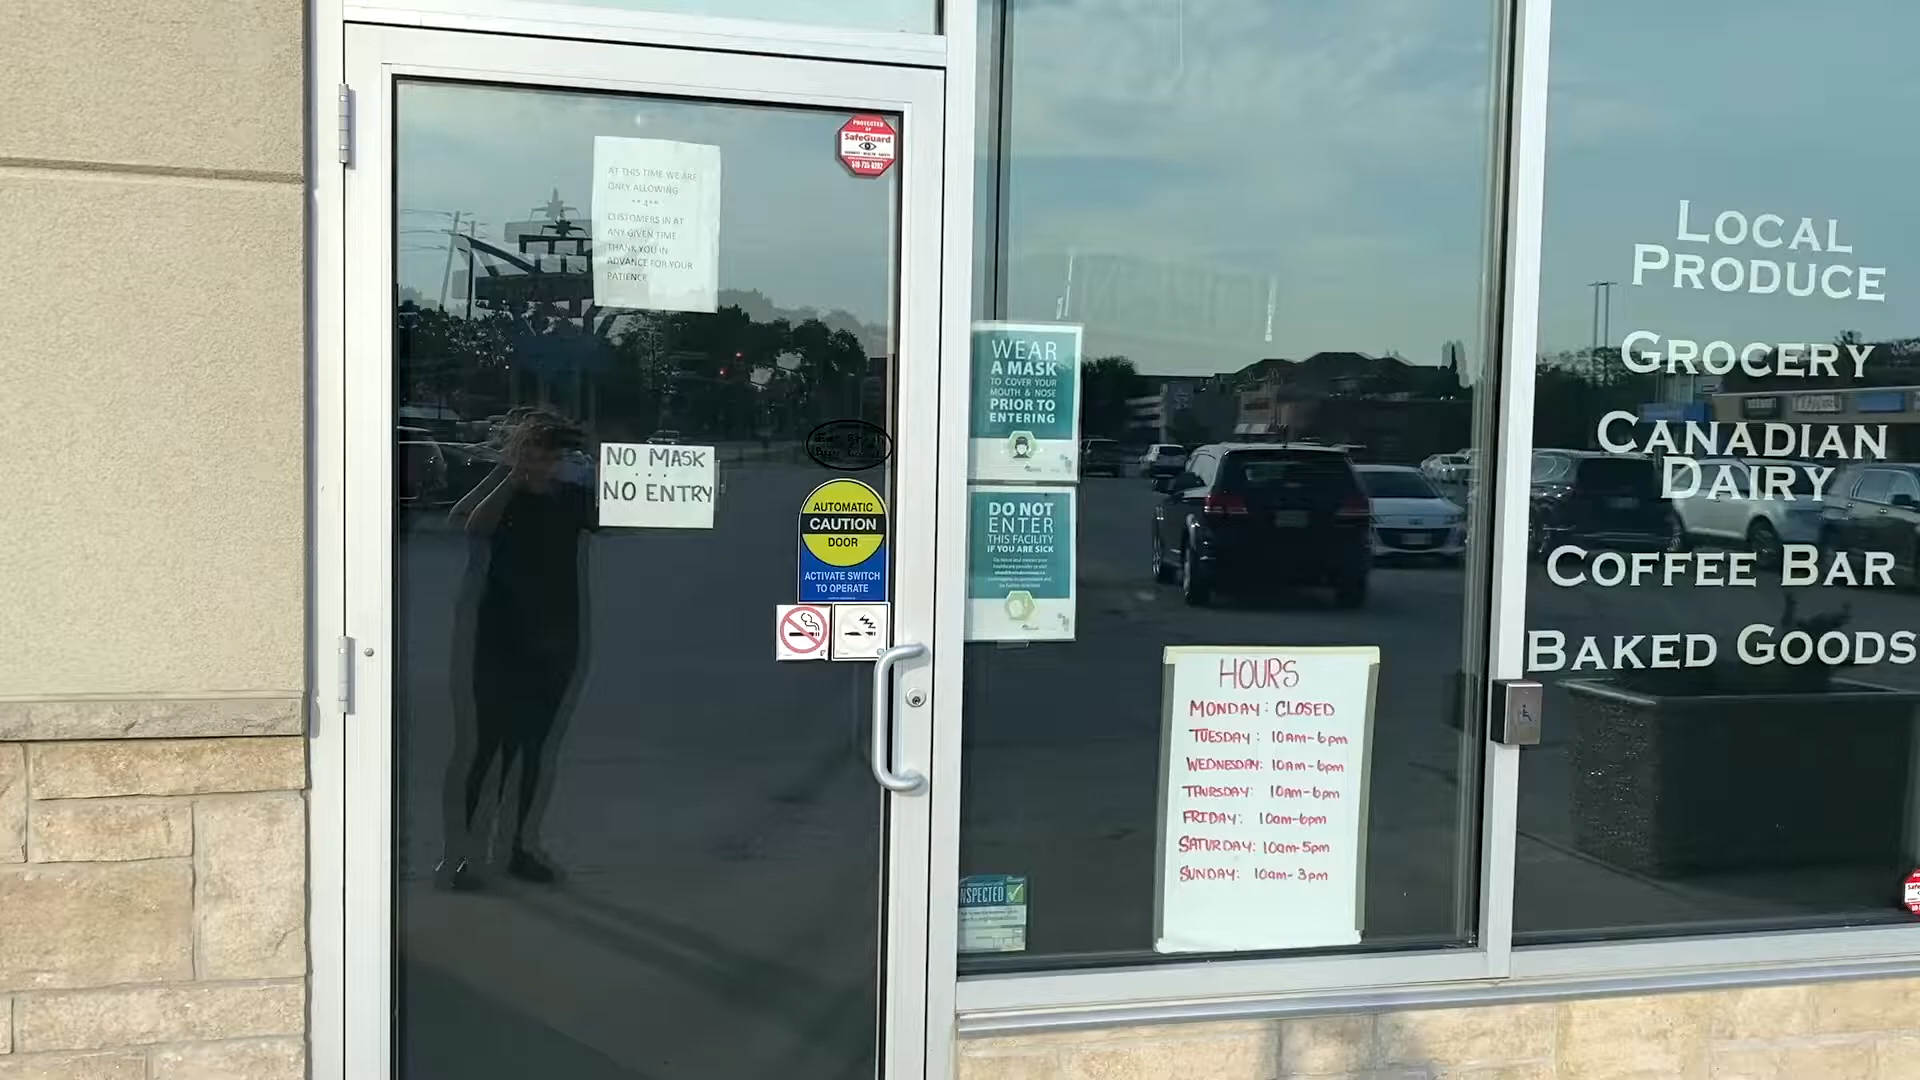 AT THIS TIME WE ARE
ONLY ALLOWING
**4**
CUSTOMERS IN AT
ANY GIVEN TIME
THANK YOU IN
ADVANCE FOR YOUR
PATIENCE
PROTECTED
BY
SafeGuard
NO MASK
NO ENTRY
AUTOMATIC
CAUTION
DOOR
ACTIVATE SWITCH
TO OPERATE
WEAR
A MASK
TO COVER YOUR
MOUTH & NOSE
PRIOR TO
ENTERING
DO NOT
ENTER
THIS FACILITY
IF YOU ARE SICK
INSPECTED
HOURS
MONDAY: CLOSED
TUESDAY: 10am-6pm
WEDNESDAY: 10am-6pm
THURSDAY: 10am-6pm
FRIDAY: 10am-6pm
SATURDAY: 10am-5pm
SUNDAY: 10am-3pm
LOCAL
PRODUCE
GROCERY
CANADIAN
DAIRY
COFFEE BAR
BAKED GOODS